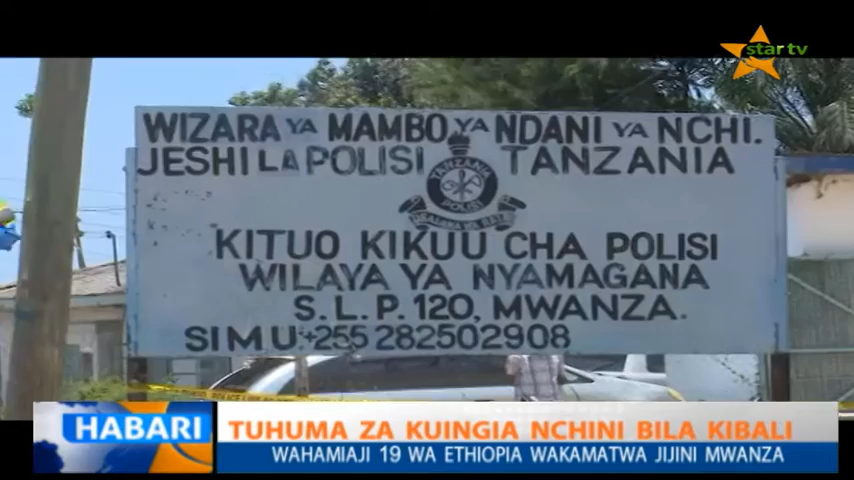 star tv
WIZARA YA MAMBO YA NDANI YA NCHI.
JESHI LA POLISI TANZANIA
TANZANIA
POLISI
KITUO KIKUU CHA POLISI
WILAYA YA NYAMAGANA
S.L.P. 120, MWANZA.
SIMU:+255 282502908
HABARI
TUHUMA ZA KUINGIA NCHINI BILA KIBALI
WAHAMIAJI 19 WA ETHIOPIA WAKAMATWA JIJINI MWANZA